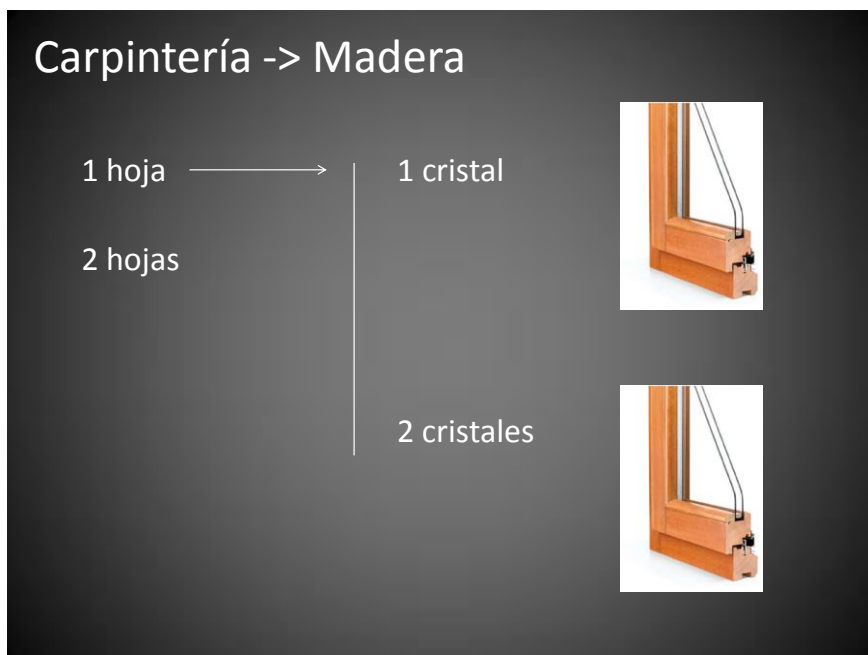 Carpintería -> Madera
1 hoja
1 cristal
2 hojas
2 cristales